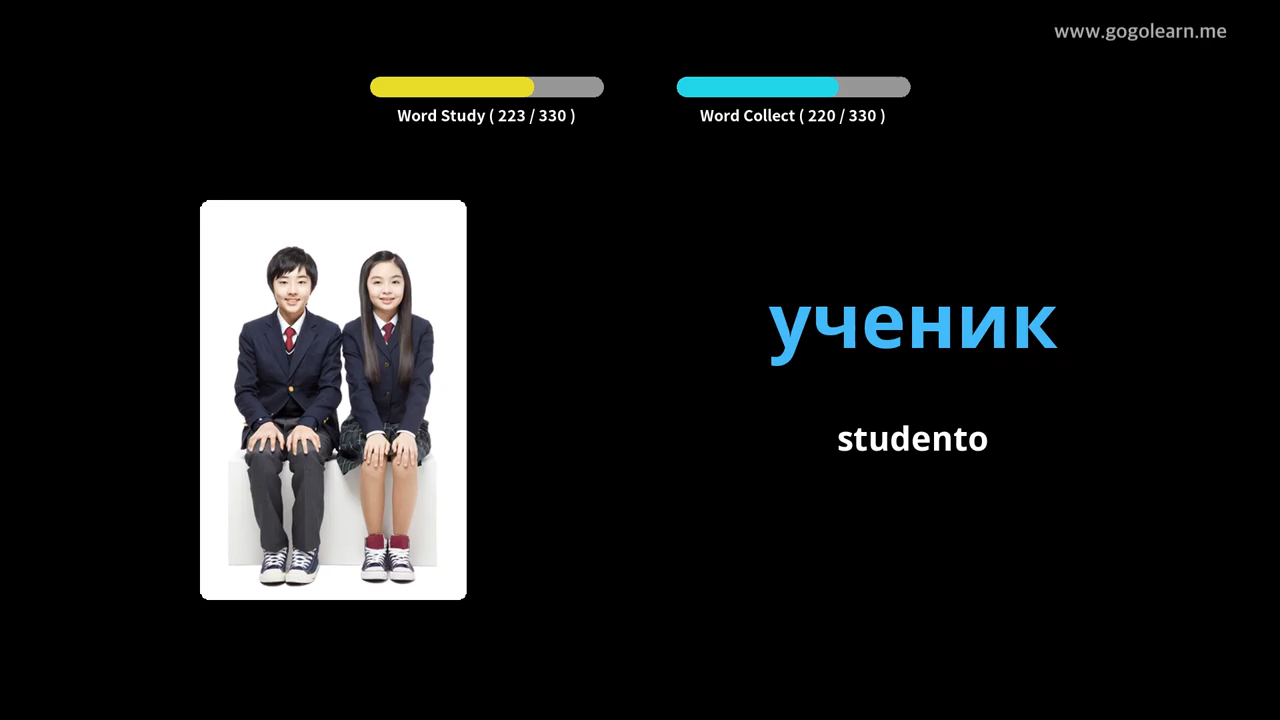 www.gogolearn.me
Word Study ( 223 / 330 )
Word Collect ( 220 / 330 )
ученик
studento